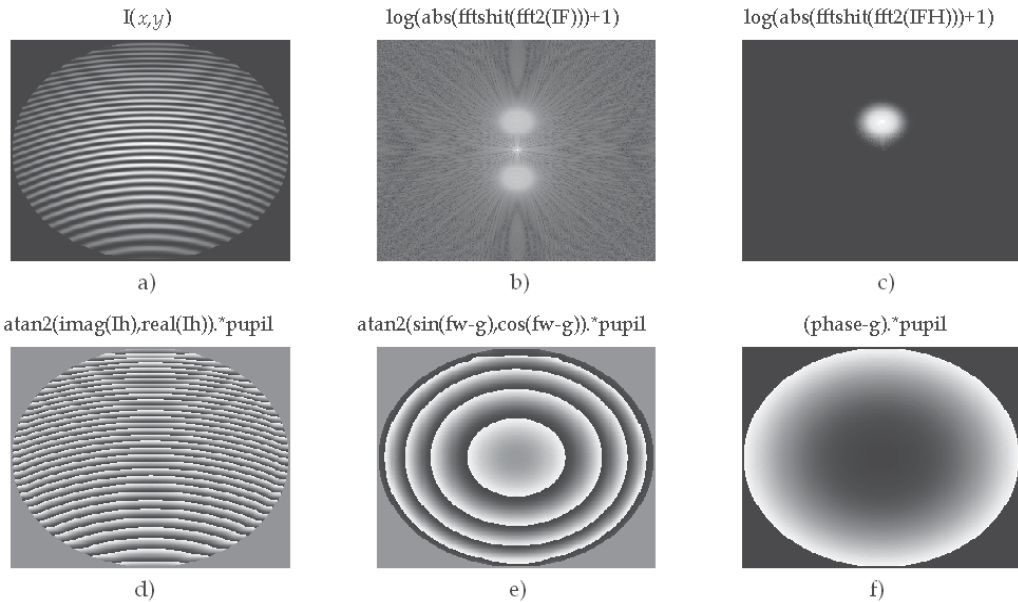 I(x,y)
log(abs(fftshit(fft2(IF)))+1)
log(abs(fftshit(fft2(IFH)+1)
a)
b)
c)
atan2(imag(Ih),real(Ih)).*pupil
atan2(sin(fw-g),cos(fw-g)).*pupil
(phase-g).*pupil
d)
e)
f)